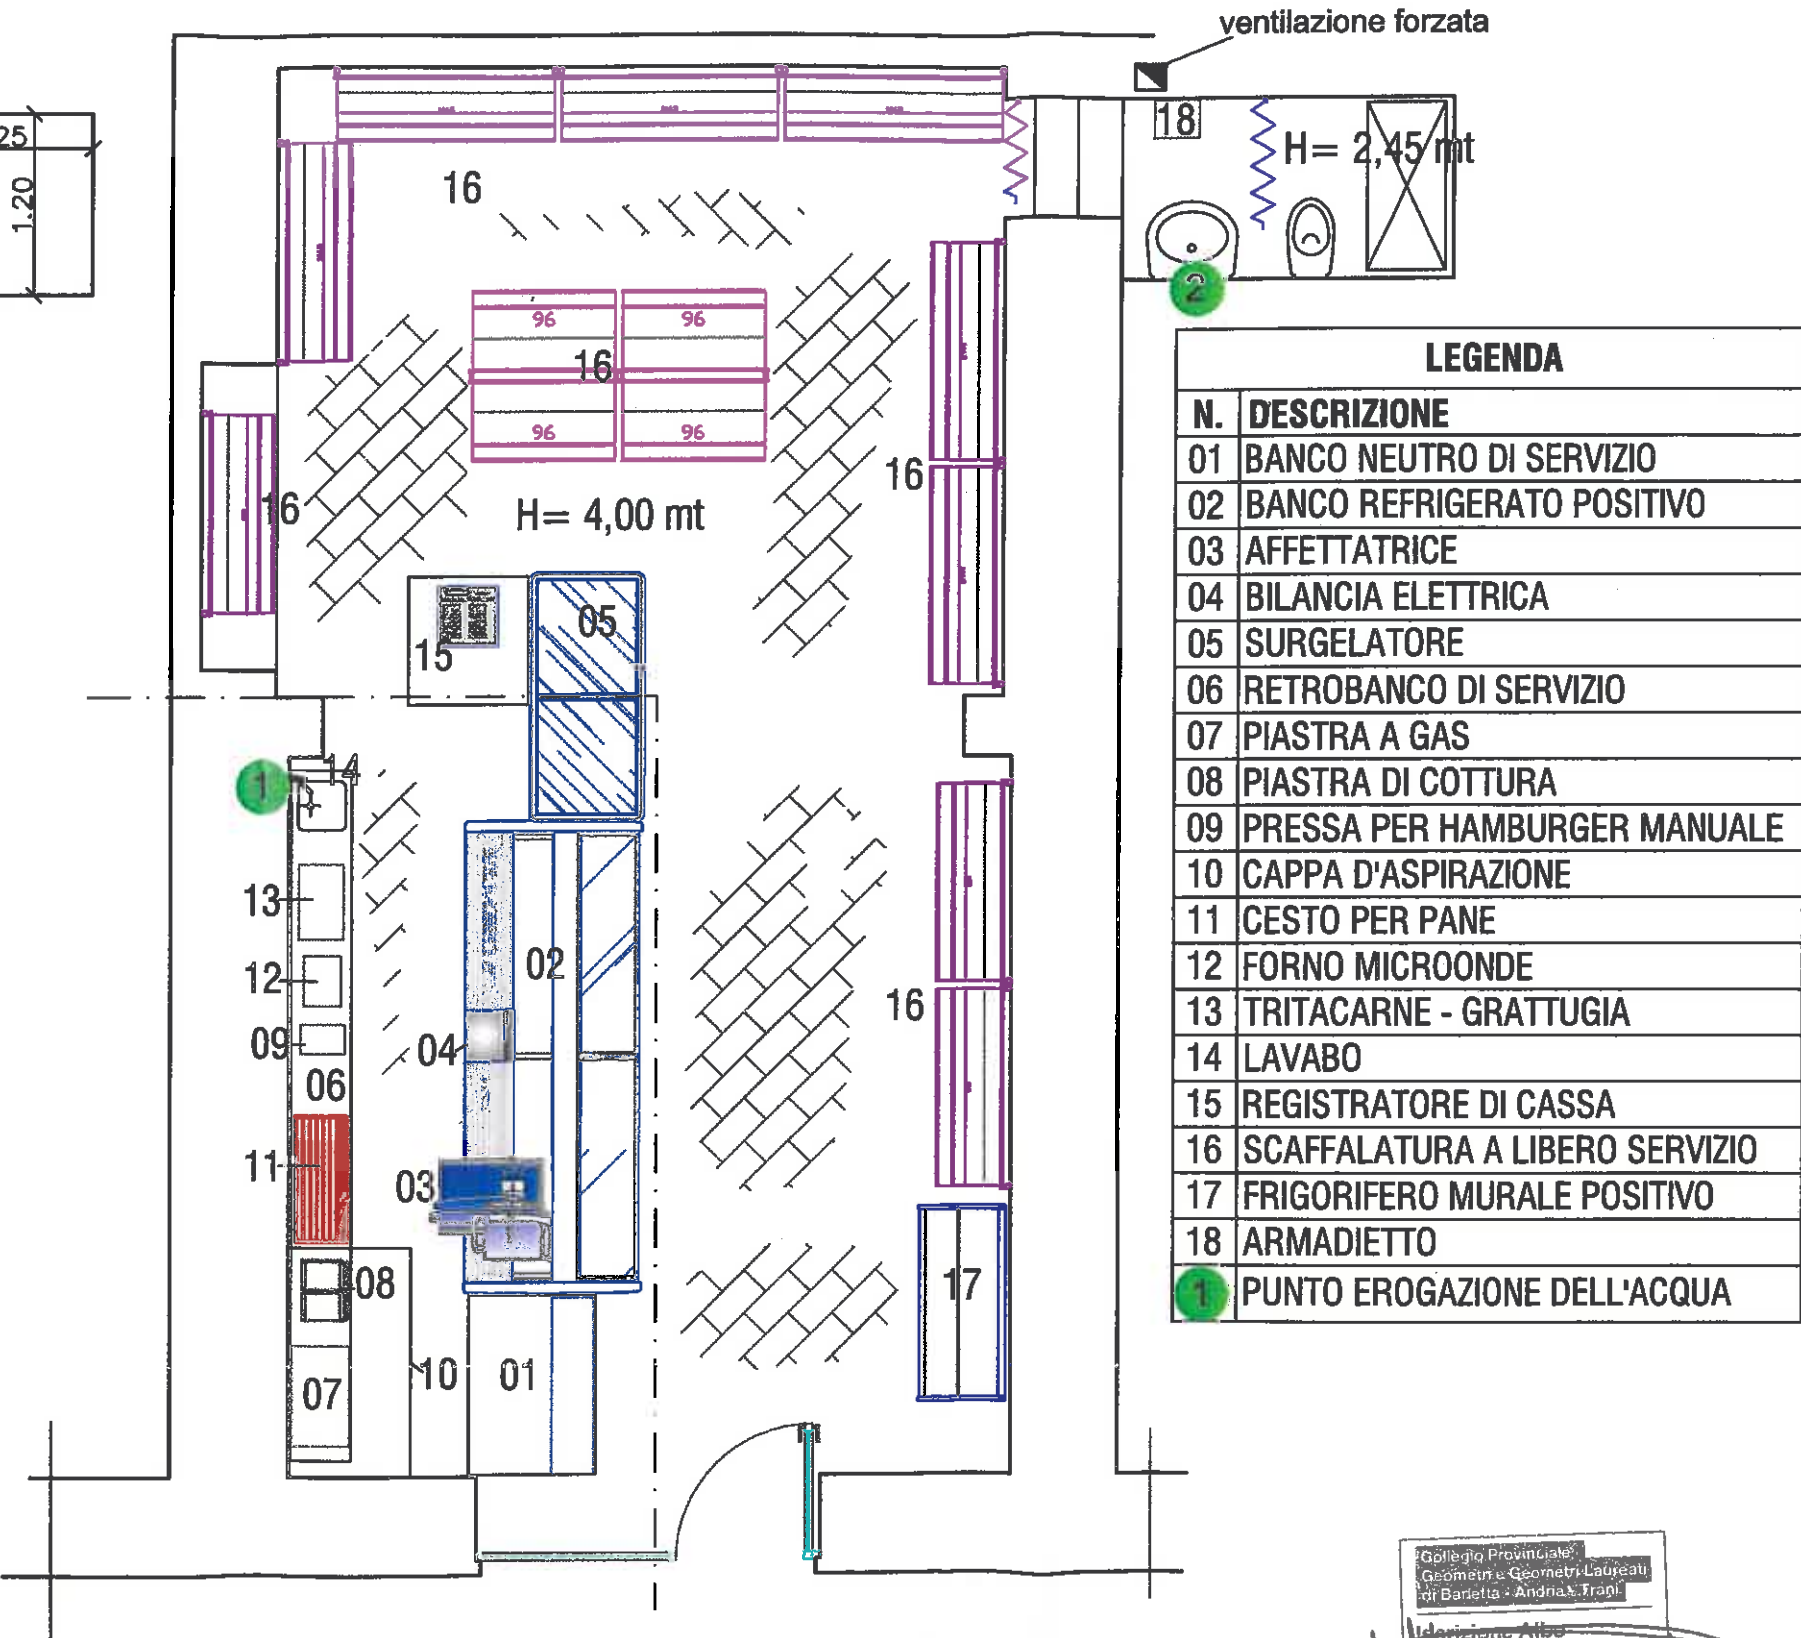 ventilazione forzata
25
1.20
18
H= 2,45 mt
16
2
96 96
16
96 96
16
16
H= 4,00 mt
05
15
1
13
02
12
09
04
16
06
11
03
08
17
10
01
07
LEGENDA
N. DESCRIZIONE
01 BANCO NEUTRO DI SERVIZIO
02 BANCO REFRIGERATO POSITIVO
03 AFFETTATRICE
04 BILANCIA ELETTRICA
05 SURGELATORE
06 RETROBANCO DI SERVIZIO
07 PIASTRA A GAS
08 PIASTRA DI COTTURA
09 PRESSA PER HAMBURGER MANUALE
10 CAPPA D'ASPIRAZIONE
11 CESTO PER PANE
12 FORNO MICROONDE
13 TRITACARNE - GRATTUGIA
14 LAVABO
15 REGISTRATORE DI CASSA
16 SCAFFALATURA A LIBERO SERVIZIO
17 FRIGORIFERO MURALE POSITIVO
18 ARMADIETTO
1 PUNTO EROGAZIONE DELL'ACQUA
Collegio Provinciale
Geometri e Geometri Laureati
di Barletta - Andria - Trani
Iscrizione Albo